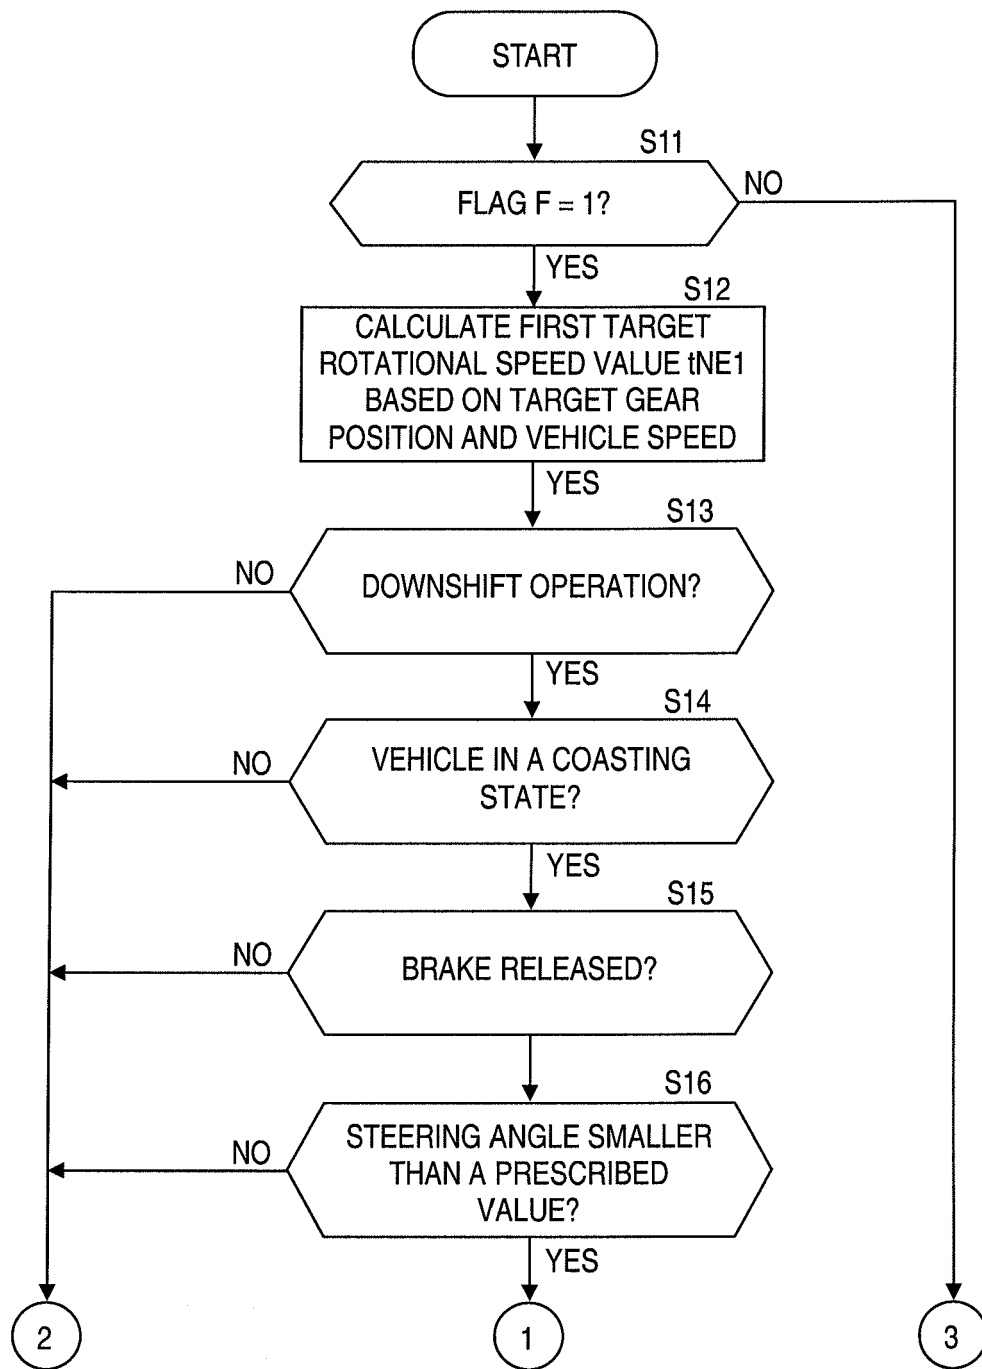 START
S11
FLAG F = 1?
NO
YES
S12
CALCULATE FIRST TARGET
ROTATIONAL SPEED VALUE tNE1
BASED ON TARGET GEAR
POSITION AND VEHICLE SPEED
YES
S13
NO
DOWNSHIFT OPERATION?
YES
S14
NO
VEHICLE IN A COASTING
STATE?
YES
S15
NO
BRAKE RELEASED?
S16
NO
STEERING ANGLE SMALLER
THAN A PRESCRIBED
VALUE?
YES
2
1
3